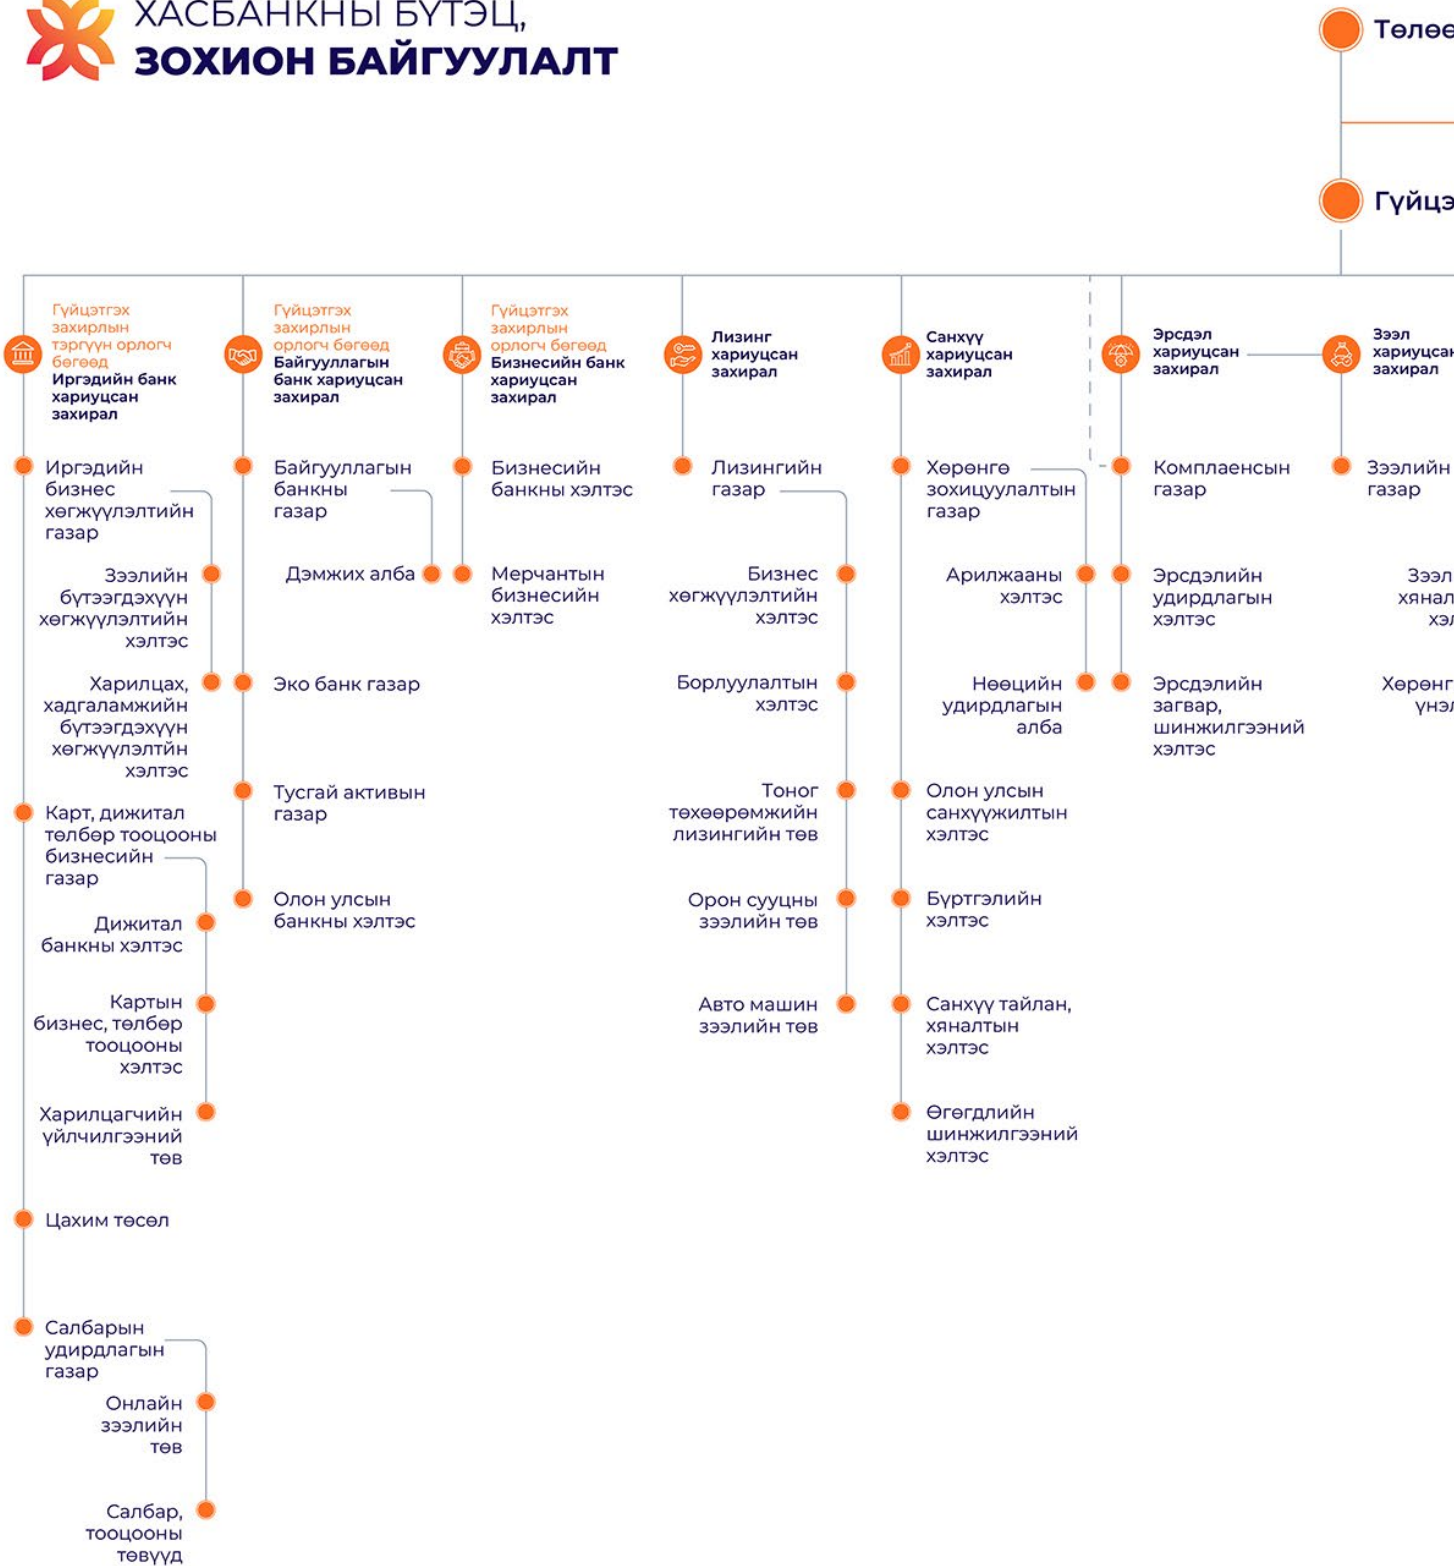 ХАСБАНКНЫ БҮТЭЦ,
ЗОХИОН БАЙГУУЛАЛТ
Гүйцэтгэх
захирлын
тэргүүн орлогч
бөгөөд
Иргэдийн банк
хариуцсан
захирал
Иргэдийн
бизнес
хөгжүүлэлтийн
газар
Зээлийн
бүтээгдэхүүн
хөгжүүлэлтийн
хэлтэс
Харилцах,
хадгаламжийн
бүтээгдэхүүн
хөгжүүлэлтйн
хэлтэс
Карт, дижитал
төлбөр тооцооны
бизнесийн
газар
Дижитал
банкны хэлтэс
Картын
бизнес, төлбөр
тооцооны
хэлтэс
Харилцагчийн
үйлчилгээний
төв
Цахим төсөл
Салбарын
удирдлагын
газар
Онлайн
зээлийн
төв
Салбар,
тооцооны
төвүүд
Гүйцэтгэх
захирлын
орлогч бөгөөд
Байгууллагын
банк хариуцсан
захирал
Байгууллагын
банкны
газар
Дэмжих алба
Эко банк газар
Тусгай активын
газар
Олон улсын
банкны хэлтэс
Гүйцэтгэх
захирлын
орлогч бөгөөд
Бизнесийн банк
хариуцсан
захирал
Бизнесийн
банкны хэлтэс
Мерчантын
бизнесийн
хэлтэс
Лизинг
хариуцсан
захирал
Лизингийн
газар
Бизнес
хөгжүүлэлтийн
хэлтэс
Борлуулалтын
хэлтэс
Тоног
төхөөрөмжийн
лизингийн төв
Орон сууцны
зээлийн төв
Авто машин
зээлийн төв
Санхүү
хариуцсан
захирал
Хөрөнгө
зохицуулалтын
газар
Арилжааны
хэлтэс
Нөөцийн
удирдлагын
алба
Олон улсын
санхүүжилтын
хэлтэс
Бүртгэлийн
хэлтэс
Санхүү тайлан,
хяналтын
хэлтэс
Өгөгдлийн
шинжилгээний
хэлтэс
Эрсдэл
хариуцсан
захирал
Комплаенсын
газар
Эрсдэлийн
удирдлагын
хэлтэс
Эрсдэлийн
загвар,
шинжилгээний
хэлтэс
Зээл
хариуцсан
захирал
Зээлийн
газар